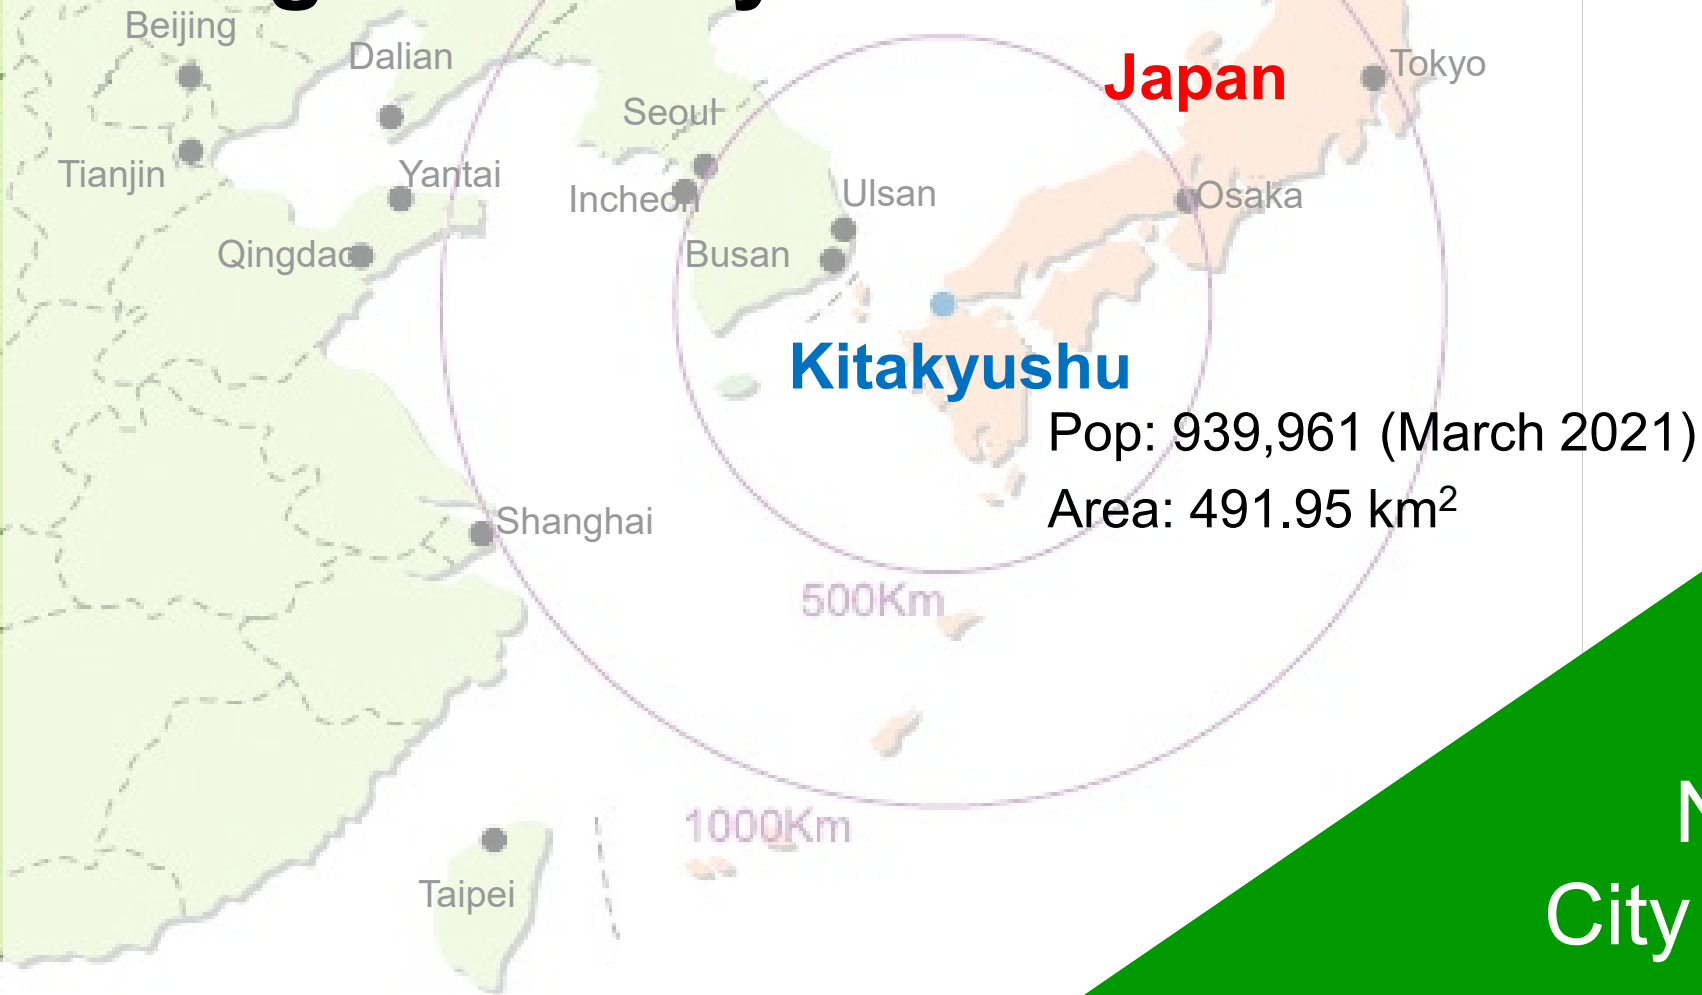 Beijing
Dalian
Japan
Tokyo
Seoul
Tianjin
Yantai
Incheon
Ulsan
Osaka
Qingdao
Busan
Kitakyushu
Pop: 939,961 (March 2021)
Area: 491.95 km²
Shanghai
500Km
1000Km
Taipei
City